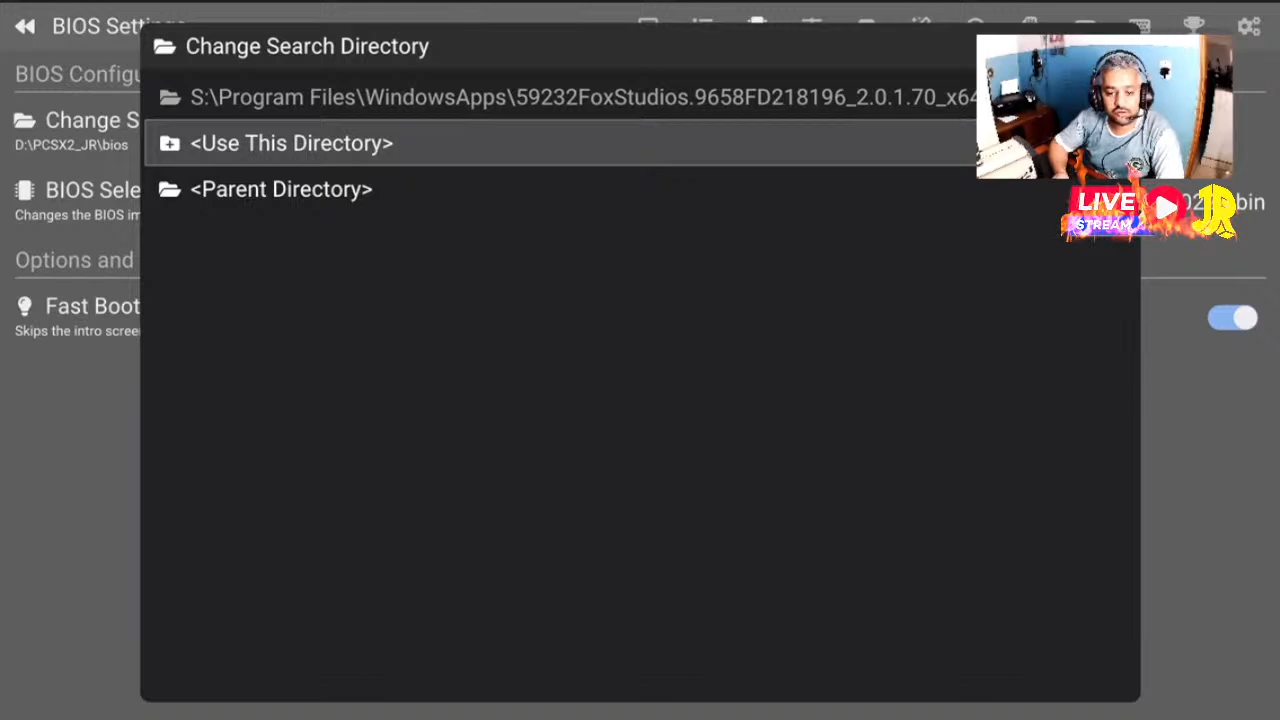 BIOS Settings
Change Search Directory
BIOS Configu
S:\Program Files\WindowsApps\59232FoxStudios.9658FD218196_2.0.1.70_x64
Change S
D:\PCSX2_JR\bios
<Use This Directory>
BIOS Sele
Changes the BIOS im
<Parent Directory>
bin
LIVE
STREAM
JR
Options and
Fast Boot
Skips the intro scree